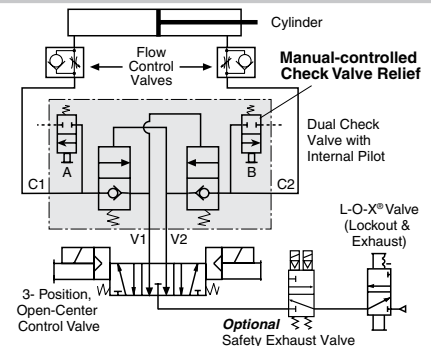 Cylinder
Flow
Control
Valves
Manual-controlled
Check Valve Relief
Dual Check
Valve with
Internal Pilot
A
B
C1
C2
V1
V2
L-O-X® Valve
(Lockout &
Exhaust)
3- Position,
Open-Center
Control Valve
Optional
Safety Exhaust Valve